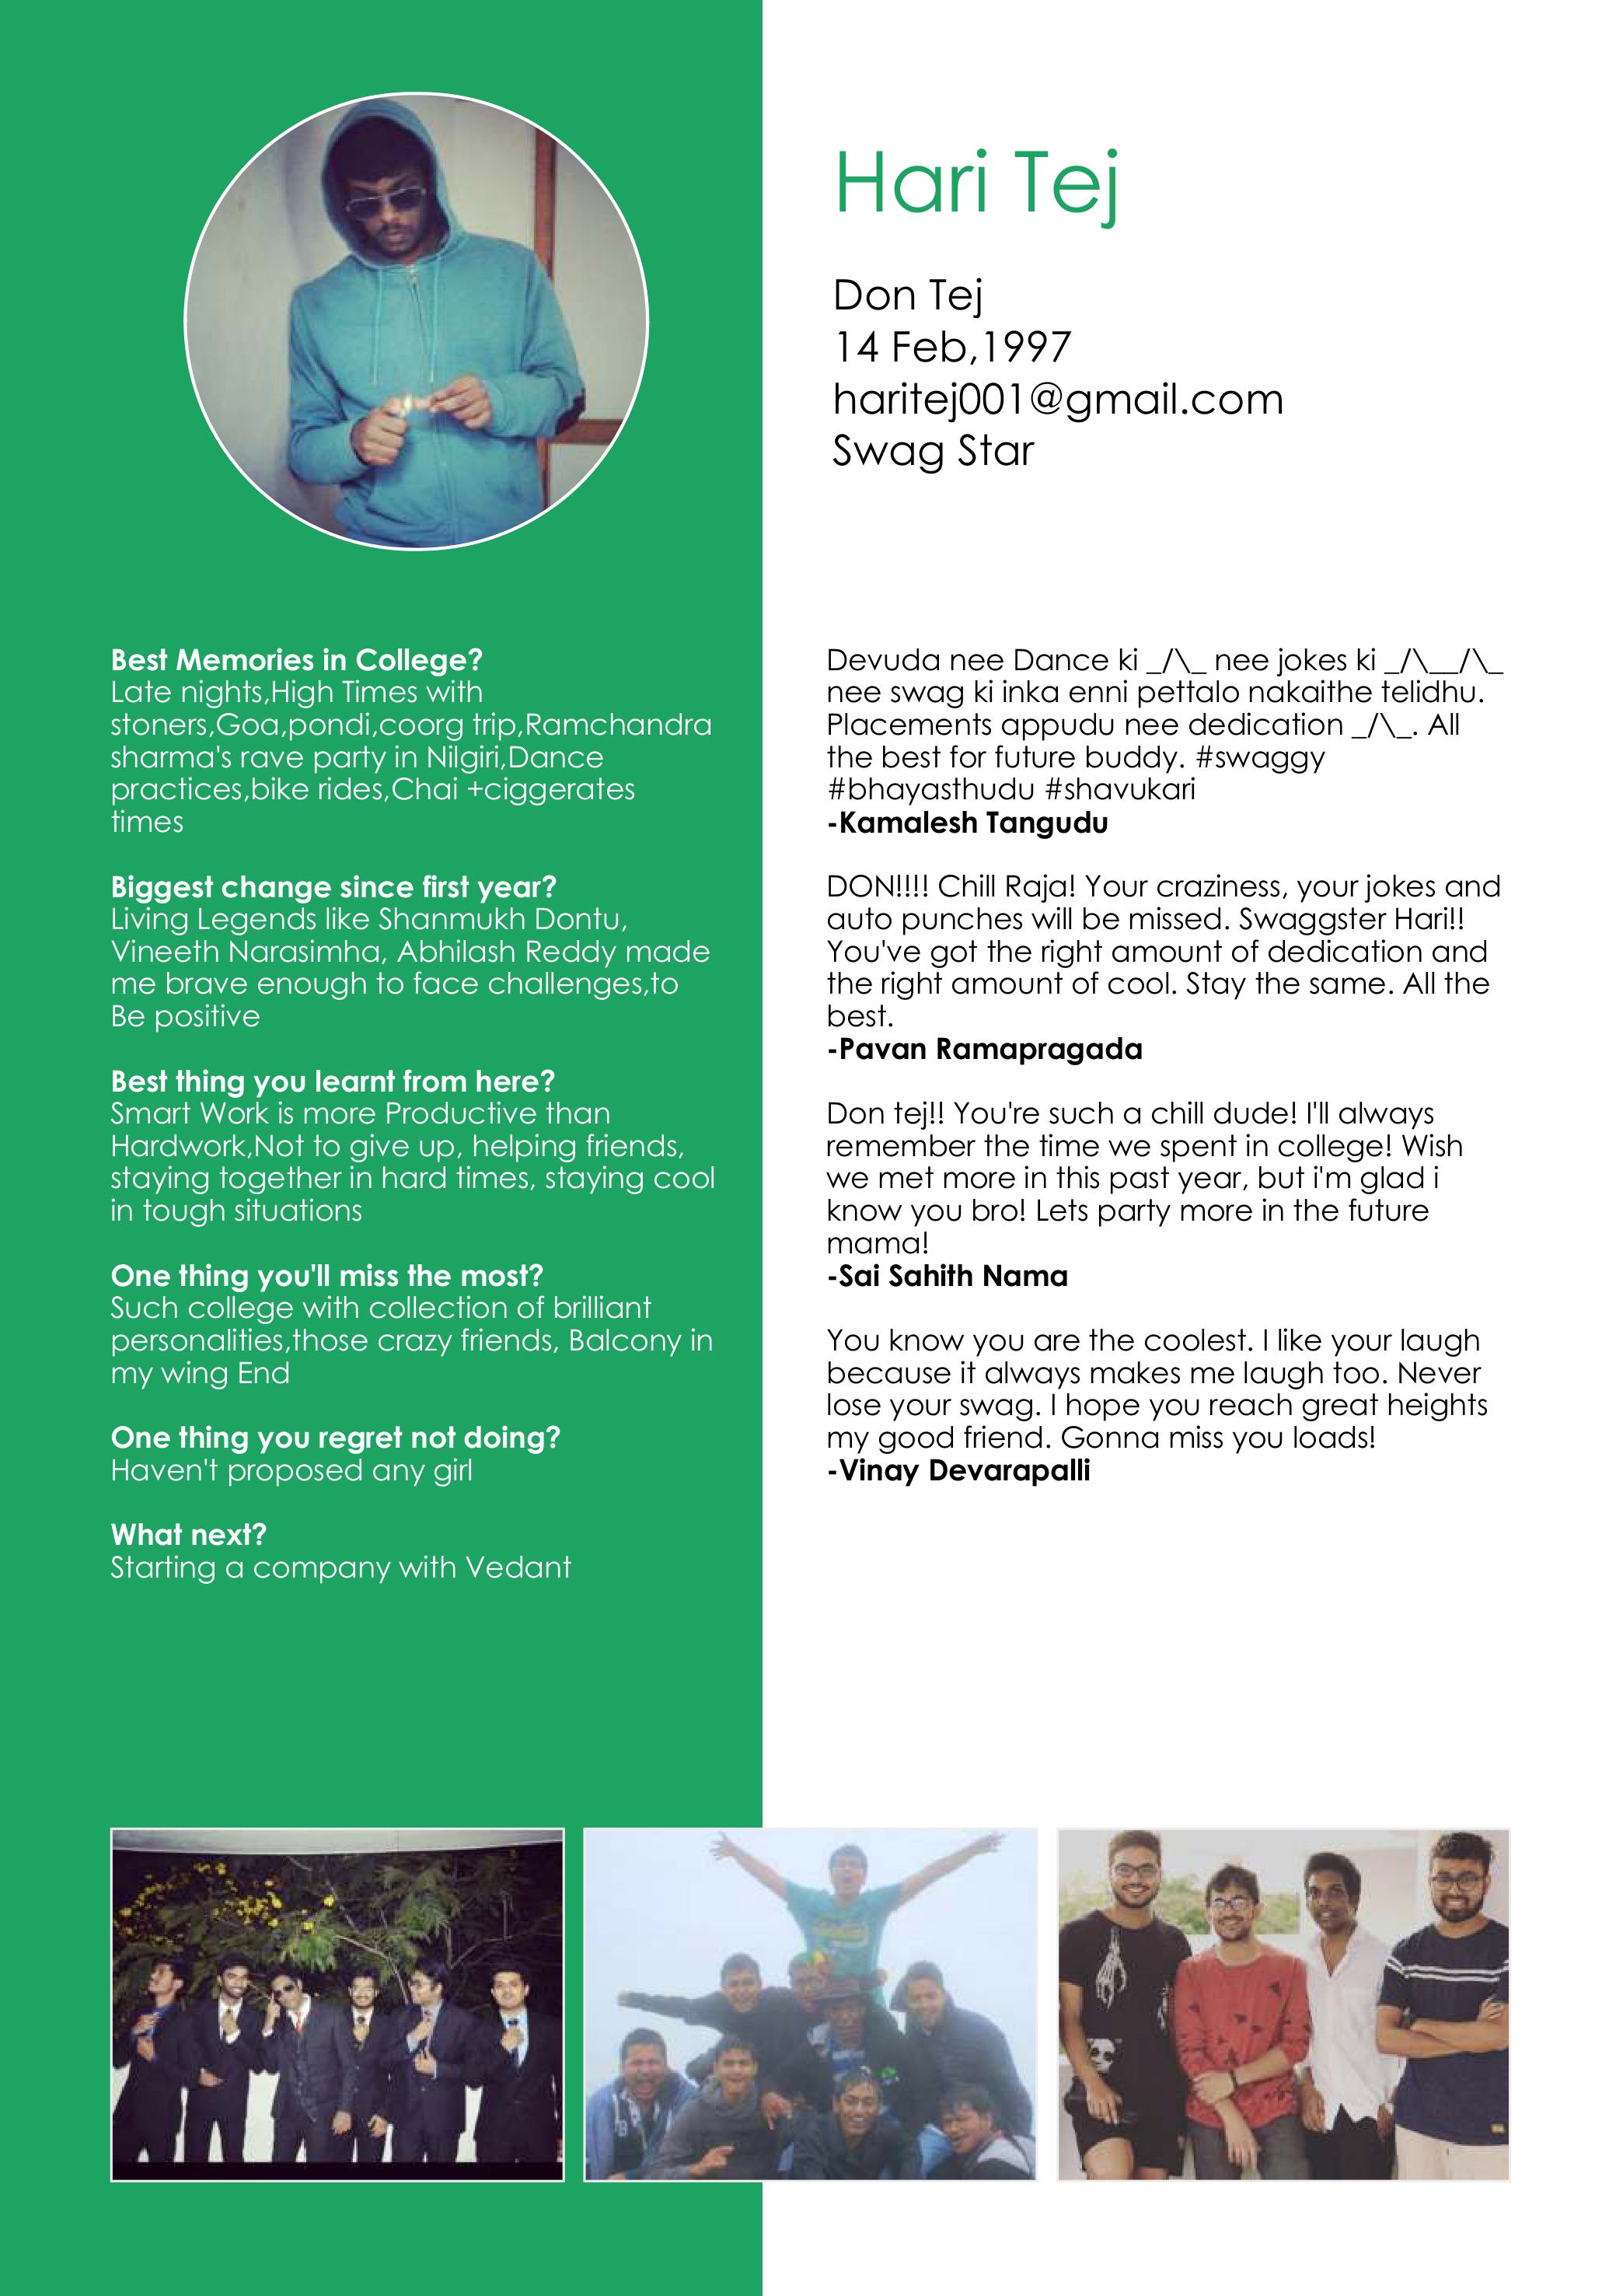 Hari Tej
Don Tej
14 Feb,1997
haritej001@gmail.com
Swag Star
Best Memories in College?
Late nights,High Times with
stoners,Goa,pondi,coorg trip,Ramchandra
sharma's rave party in Nilgiri,Dance
practices,bike rides,Chai +ciggerates
times
Biggest change since first year?
Living Legends like Shanmukh Dontu,
Vineeth Narasimha, Abhilash Reddy made
me brave enough to face challenges,to
Be positive
Best thing you learnt from here?
Smart Work is more Productive than
Hardwork,Not to give up, helping friends,
staying together in hard times, staying cool
in tough situations
One thing you'll miss the most?
Such college with collection of brilliant
personalities,those crazy friends, Balcony in
my wing End
One thing you regret not doing?
Haven't proposed any girl
What next?
Starting a company with Vedant
Devuda nee Dance ki _/\_ nee jokes ki _/\__/\_
nee swag ki inka enni pettalo nakaithe telidhu.
Placements appudu nee dedication _/\_. All
the best for future buddy. #swaggy
#bhayasthudu #shavukari
-Kamalesh Tangudu
DON!!!! Chill Raja! Your craziness, your jokes and
auto punches will be missed. Swaggster Hari!!
You've got the right amount of dedication and
the right amount of cool. Stay the same. All the
best.
-Pavan Ramapragada
Don tej!! You're such a chill dude! I'll always
remember the time we spent in college! Wish
we met more in this past year, but i'm glad i
know you bro! Lets party more in the future
mama!
-Sai Sahith Nama
You know you are the coolest. I like your laugh
because it always makes me laugh too. Never
lose your swag. I hope you reach great heights
my good friend. Gonna miss you loads!
-Vinay Devarapalli